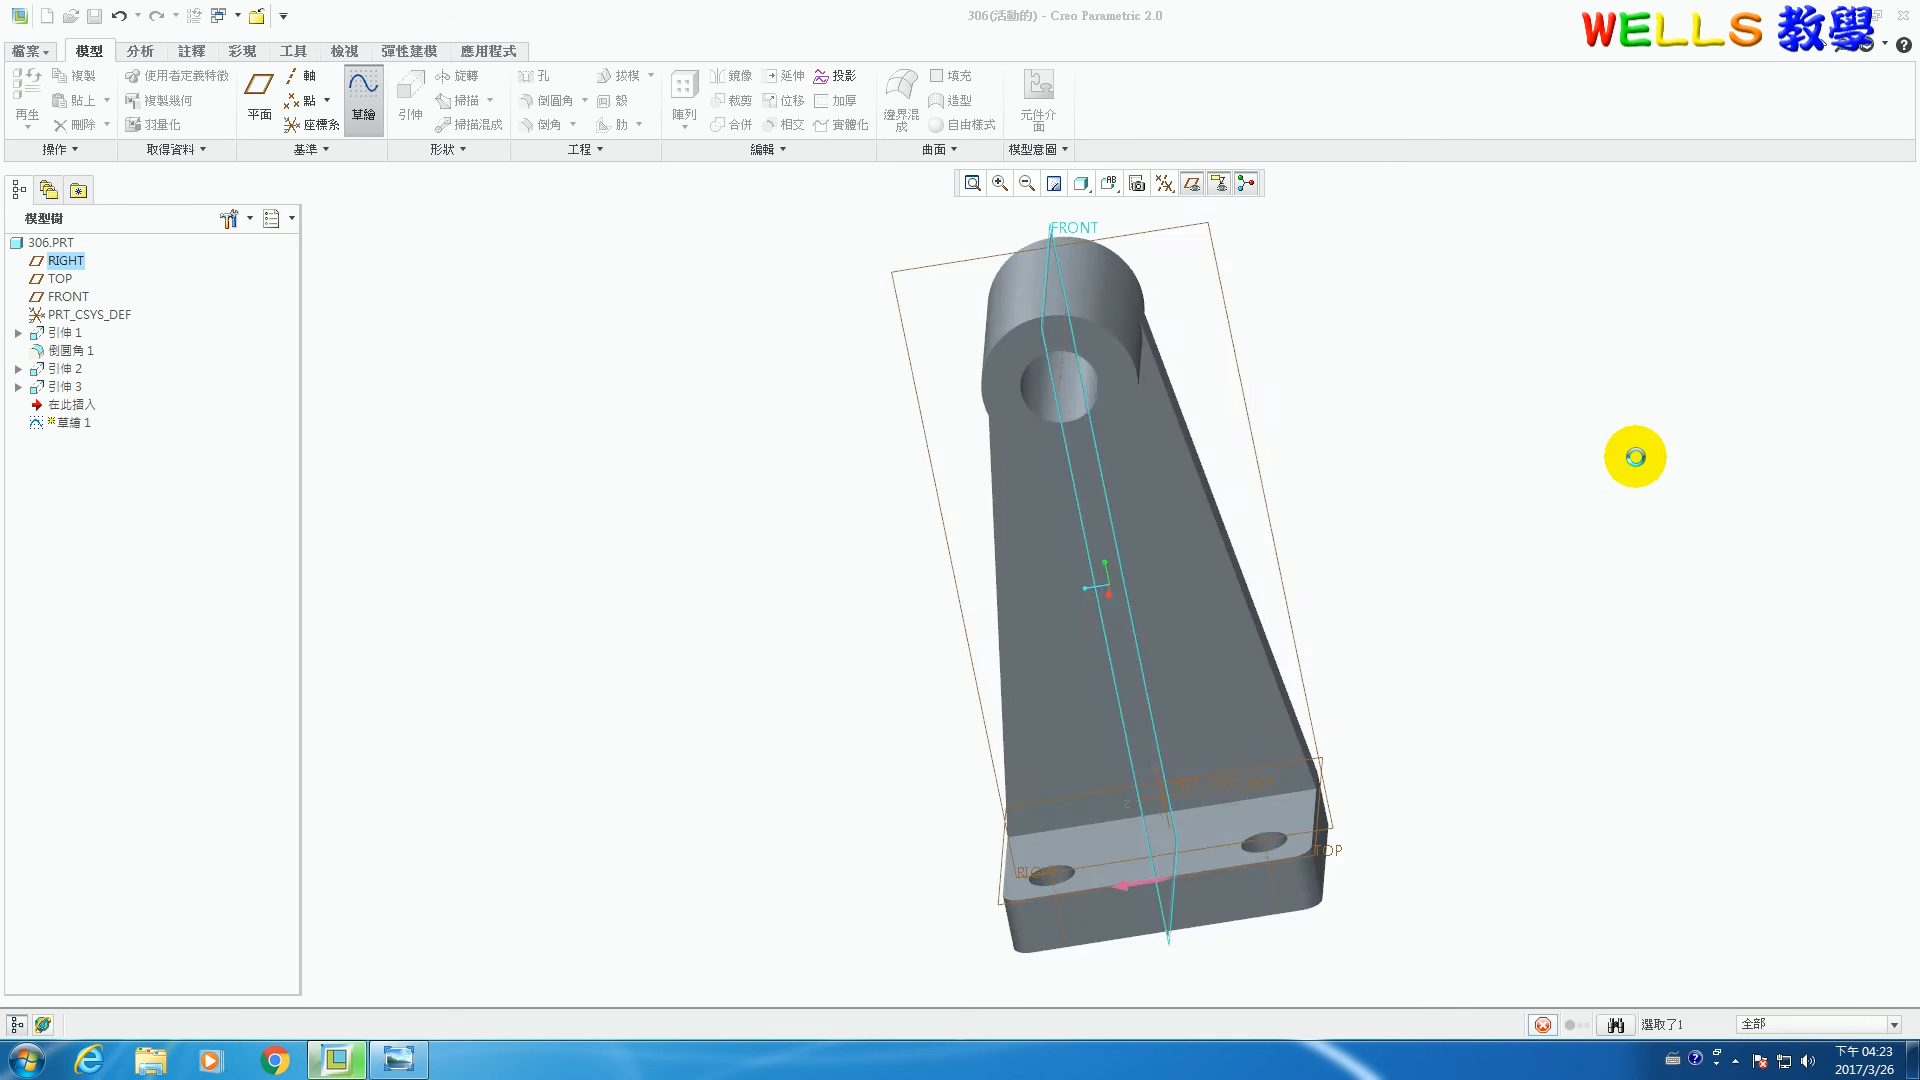 306(活動的) - Creo Parametric 2.0
WELLS 教學
檔案 模型 分析 註釋 彩現 工具 檢視 彈性建模 應用程式
再生 複製 貼上 刪除
使用者定義特徵 複製幾何 羽量化
平面 軸 點 座標系 草繪
引伸 旋轉 掃描 掃描混成
孔 倒圓角 倒角 拔模 殼 肋
陣列 鏡像 裁剪 合併 延伸 位移 相交 投影 加厚 實體化
邊界混成 填充 造型 自由樣式
元件介面
操作 取得資料 基準 形狀 工程 編輯 曲面 模型意圖
模型樹
306.PRT
RIGHT
TOP
FRONT
PRT_CSYS_DEF
引伸 1
倒圓角 1
引伸 2
引伸 3
在此插入
草繪 1
FRONT
Z
TOP
RIGHT
選取了1
全部
下午 04:23
2017/3/26